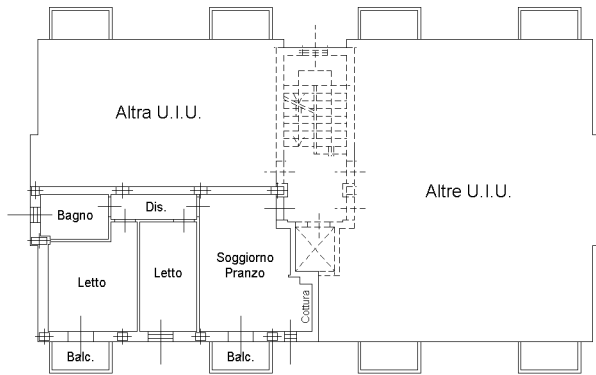 Altra U.I.U.
Altre U.I.U.
Bagno
Dis.
Letto
Letto
Soggiorno
Pranzo
Cottura
Balc.
Balc.